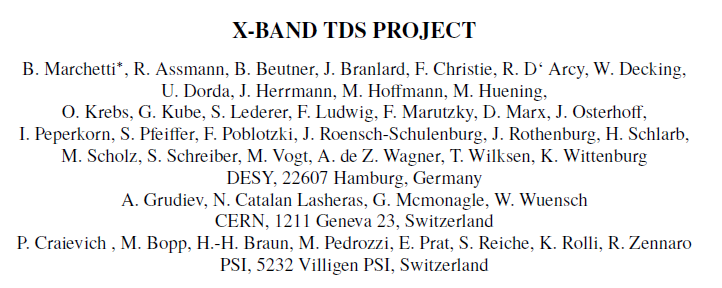 X-BAND TDS PROJECT
B. Marchetti*, R. Assmann, B. Beutner, J. Branlard, F. Christie, R. D‘ Arcy, W. Decking,
U. Dorda, J. Herrmann, M. Hoffmann, M. Huening,
O. Krebs, G. Kube, S. Lederer, F. Ludwig, F. Marutzky, D. Marx, J. Osterhoff,
I. Peperkorn, S. Pfeiffer, F. Poblotzki, J. Roensch-Schulenburg, J. Rothenburg, H. Schlarb,
M. Scholz, S. Schreiber, M. Vogt, A. de Z. Wagner, T. Wilksen, K. Wittenburg
DESY, 22607 Hamburg, Germany
A. Grudiev, N. Catalan Lasheras, G. Mcmonagle, W. Wuensch
CERN, 1211 Geneva 23, Switzerland
P. Craievich , M. Bopp, H.-H. Braun, M. Pedrozzi, E. Prat, S. Reiche, K. Rolli, R. Zennaro
PSI, 5232 Villigen PSI, Switzerland